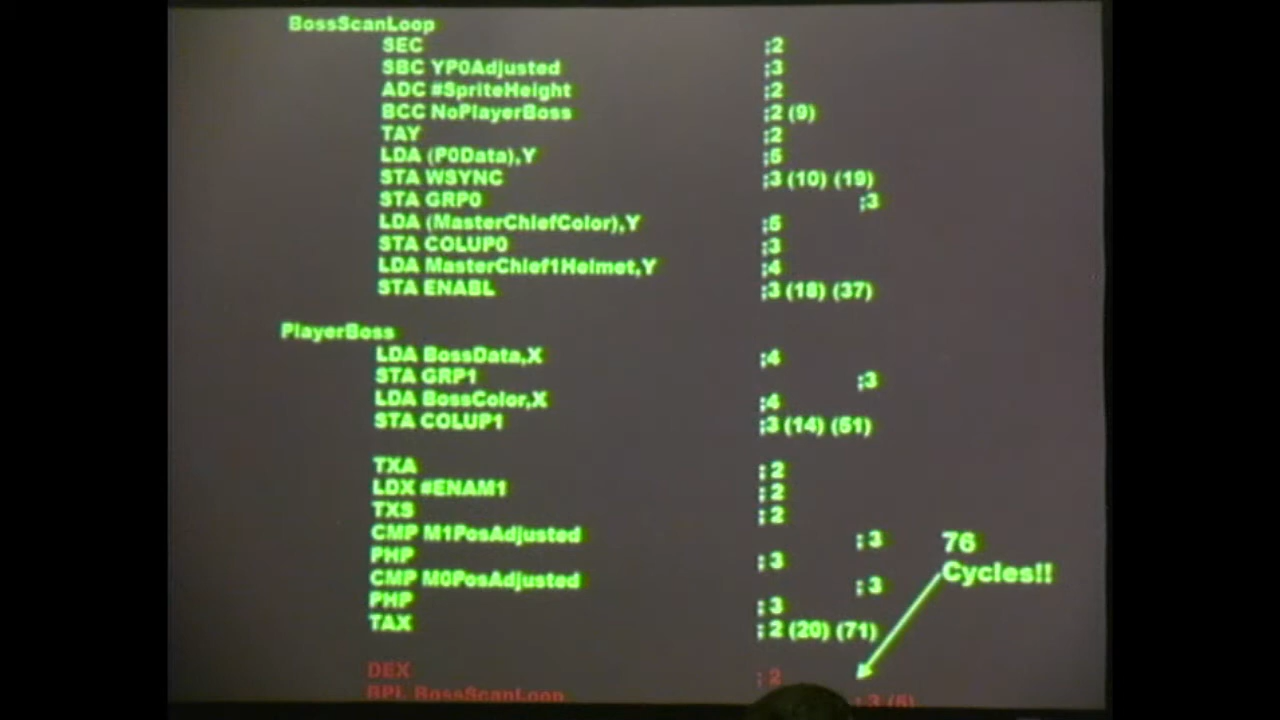 BossScanLoop
SEC ;2
SBC YP0Adjusted ;3
ADC #SpriteHeight ;2
BCC NoPlayerBoss ;2 (9)
TAY ;2
LDA (P0Data),Y ;5
STA WSYNC ;3 (10) (19)
STA GRP0 ;3
LDA (MasterChiefColor),Y ;5
STA COLUP0 ;3
LDA MasterChief1Helmet,Y ;4
STA ENABL ;3 (18) (37)
PlayerBoss
LDA BossData,X ;4
STA GRP1 ;3
LDA BossColor,X ;4
STA COLUP1 ;3 (14) (51)
TXA ; 2
LDX #ENAM1 ; 2
TXS ; 2
CMP M1PosAdjusted ; 3
PHP ; 3
CMP M0PosAdjusted ; 3
PHP ; 3
TAX ; 2 (20) (71)
76
Cycles!!
DEX ; 2
BPL BossScanLoop ; 3 (5)